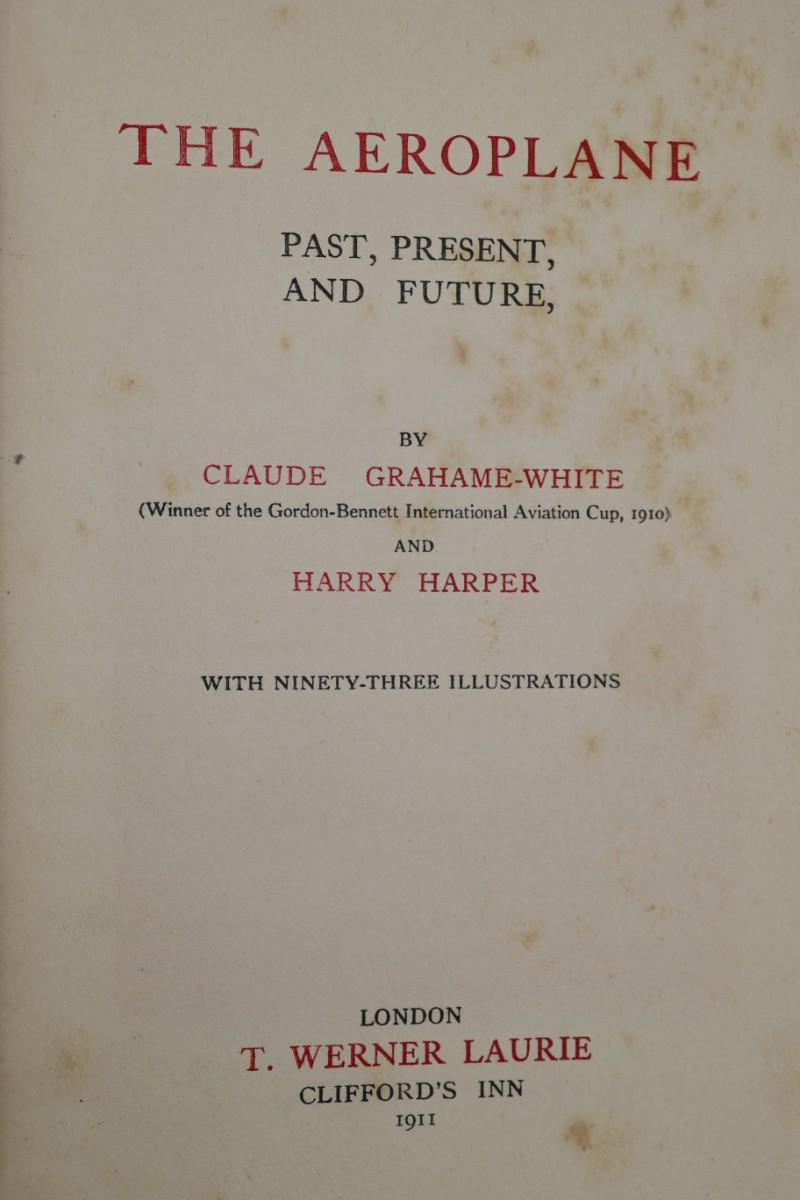 THE AEROPLANE
PAST, PRESENT,
AND FUTURE,
BY
CLAUDE GRAHAME-WHITE
(Winner of the Gordon-Bennett International Aviation Cup, 1910)
AND
HARRY HARPER
WITH NINETY-THREE ILLUSTRATIONS
LONDON
T. WERNER LAURIE
CLIFFORD'S INN
1911